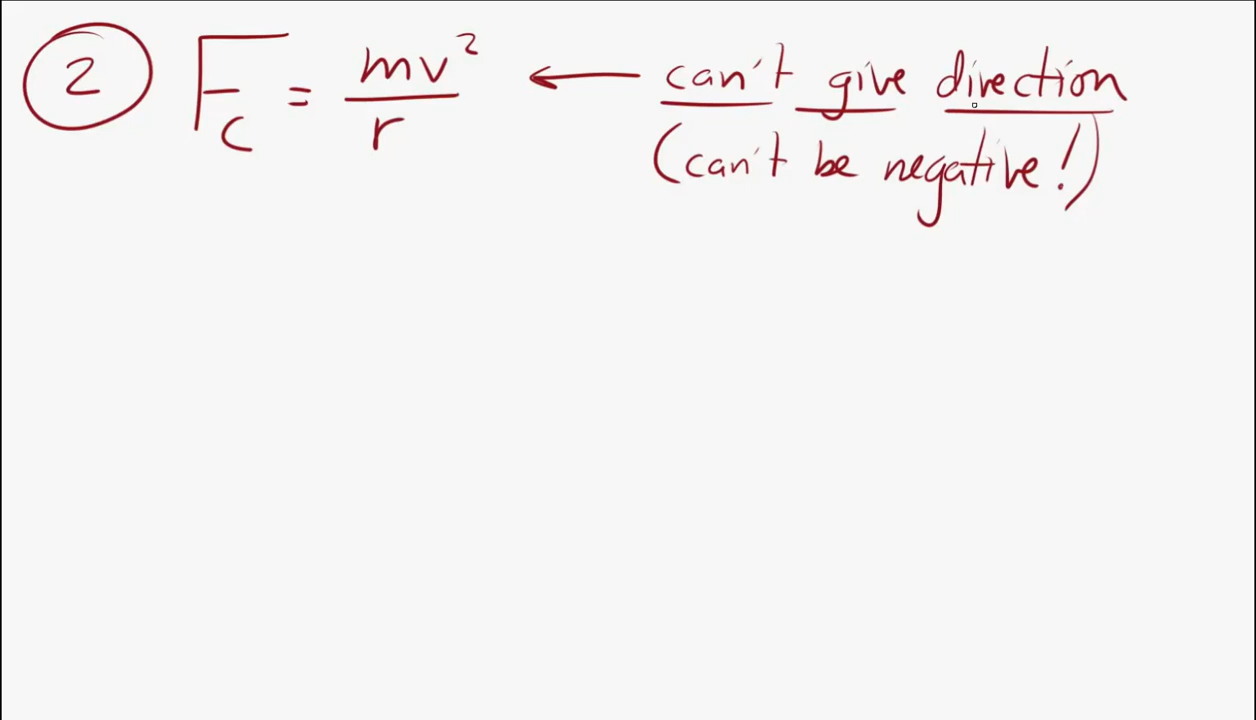 ② F_c = mv²/r ← can't give direction
(can't be negative!)